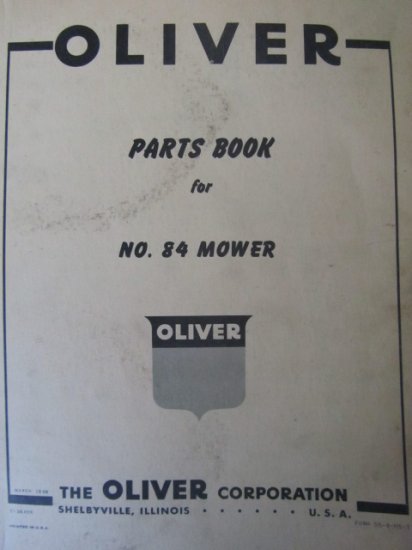 OLIVER
PARTS BOOK
for
NO. 84 MOWER
OLIVER
THE OLIVER CORPORATION
SHELBYVILLE, ILLINOIS · · · · · · U. S. A.